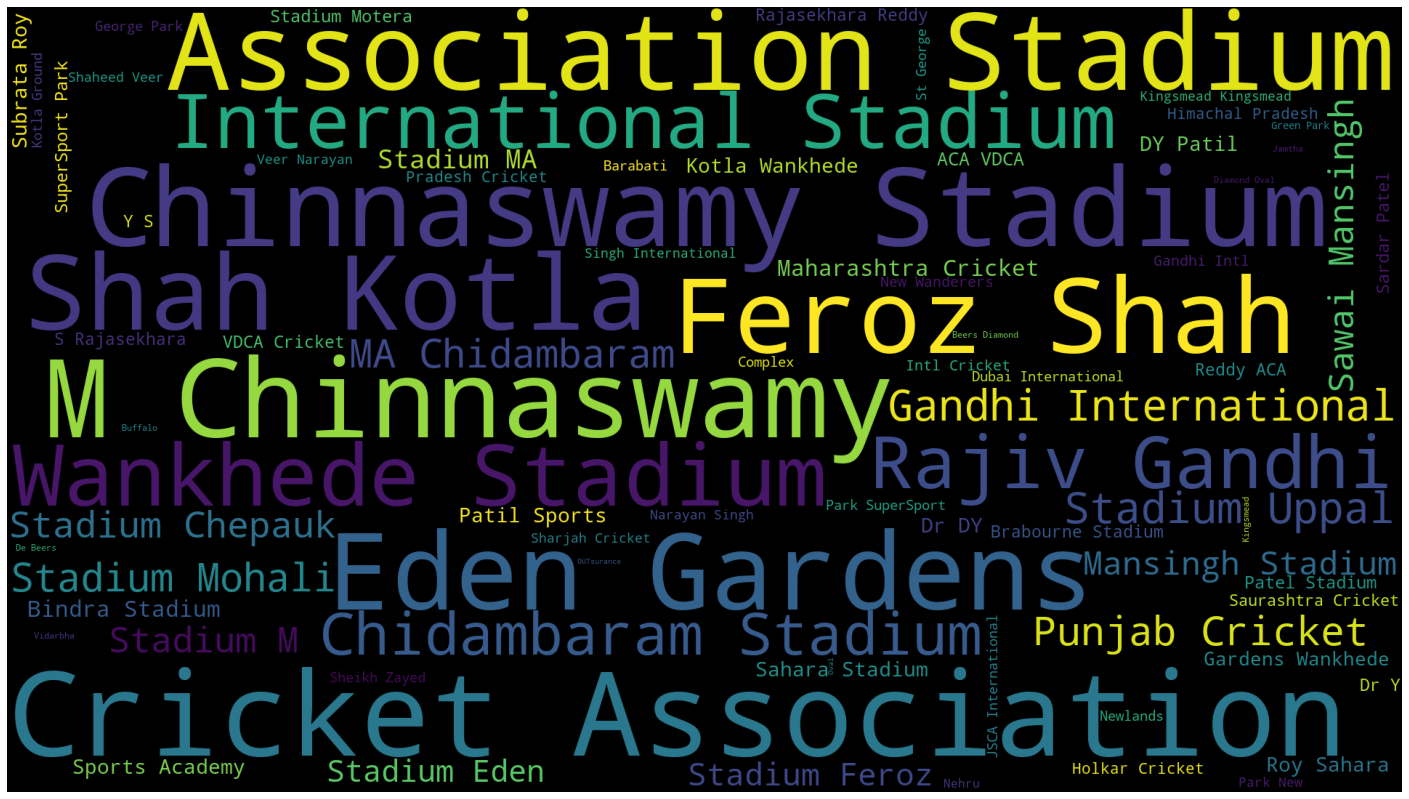 Subrata Roy
George Park
Stadium Motera
Association Stadium
Rajasekhara Reddy
Kotla Ground
Shaheed Veer
SuperSport Park
St George
International Stadium
Kingsmead Kingsmead
Himachal Pradesh
Green Park
Sawai Mansingh
Veer Narayan
Stadium MA
Pradesh Cricket
Barabati
Kotla Wankhede
ACA VDCA
DY Patil
Jamtha
Chinnaswamy Stadium
Diamond Oval
Sardar Patel
Y S
Singh International
Shah Kotla
Maharashtra Cricket
New Wanderers
Gandhi Intl
Feroz Shah
S Rajasekhara
VDCA Cricket
MA Chidambaram
Beers Diamond
Complex
Intl Cricket
Dubai International
Reddy ACA
M Chinnaswamy
Gandhi International
Buffalo
Wankhede Stadium
Rajiv Gandhi
Park SuperSport
Stadium Uppal
Stadium Chepauk
Patil Sports
Narayan Singh
Dr DY
Brabourne Stadium
Kingsmead
De Beers
Sharjah Cricket
Eden Gardens
OUTsurance
Mansingh Stadium
Stadium Mohali
Patel Stadium
Bindra Stadium
Saurashtra Cricket
Vidarbha
Stadium M
Chidambaram Stadium
JSCA International
Punjab Cricket
Gardens Wankhede
Sheikh Zayed
Sahara Stadium
Oval
Cricket Association
Dr Y
Newlands
Sports Academy
Stadium Eden
Stadium Feroz
Nehru
Holkar Cricket
Roy Sahara
Park New